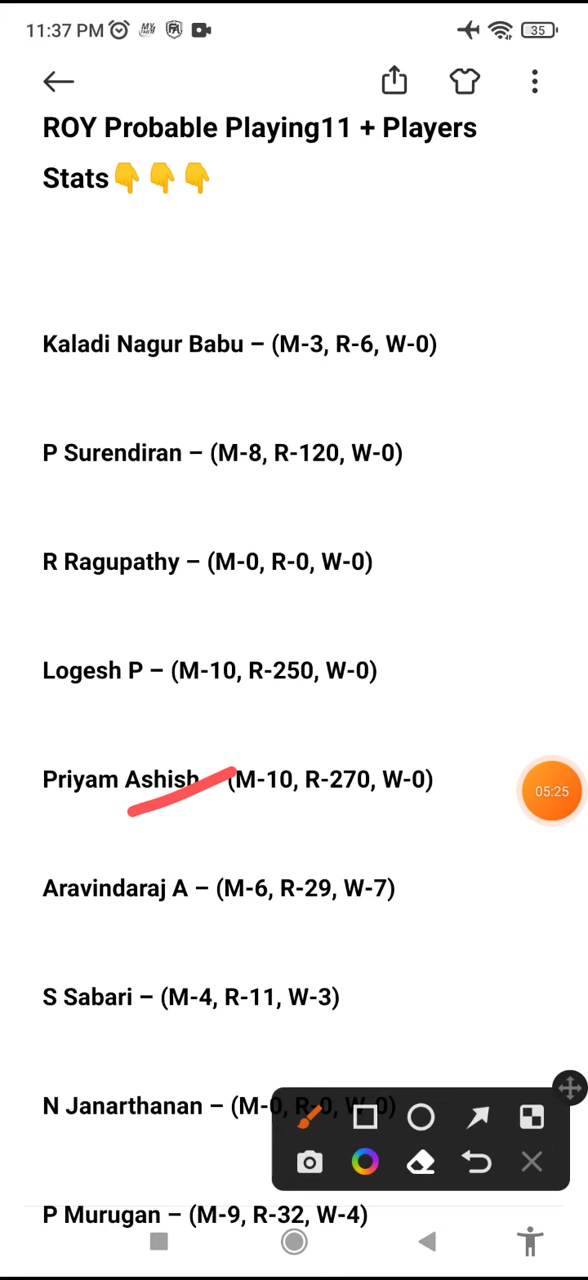 11:37 PM 35
ROY Probable Playing11 + Players
Stats👇👇👇
Kaladi Nagur Babu – (M-3, R-6, W-0)
P Surendiran – (M-8, R-120, W-0)
R Ragupathy – (M-0, R-0, W-0)
Logesh P – (M-10, R-250, W-0)
Priyam Ashish – (M-10, R-270, W-0)
05:25
Aravindaraj A – (M-6, R-29, W-7)
S Sabari – (M-4, R-11, W-3)
N Janarthanan – (M-0, R-0, W-0)
P Murugan – (M-9, R-32, W-4)